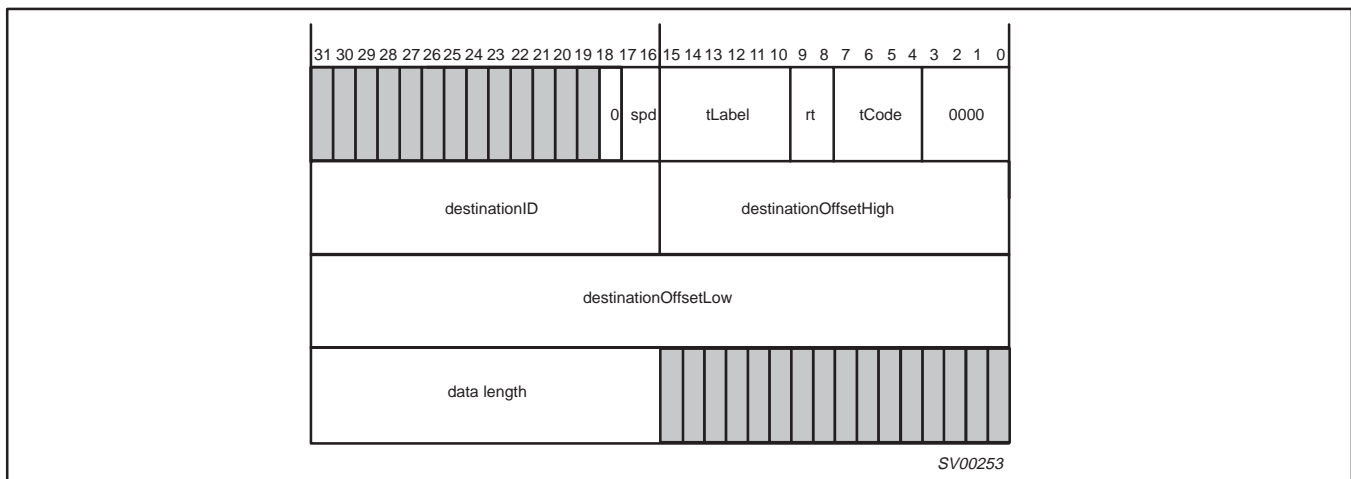 31 30 29 28 27 26 25 24 23 22 21 20 19 18 17 16 15 14 13 12 11 10 9 8 7 6 5 4 3 2 1 0
0 spd tLabel rt tCode 0000
destinationID destinationOffsetHigh
destinationOffsetLow
data length
SV00253